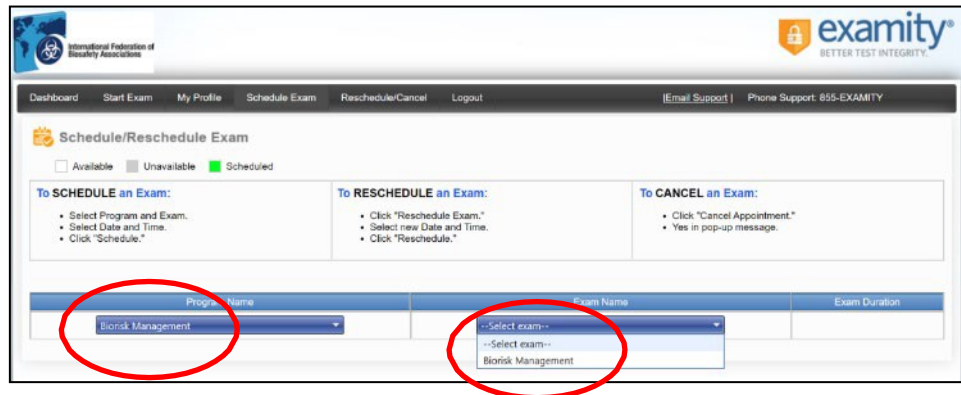 International Federation of
Biosafety Associations
examity®
BETTER TEST INTEGRITY.™
Dashboard Start Exam My Profile Schedule Exam Reschedule/Cancel Logout |Email Support| Phone Support: 855-EXAMITY
Schedule/Reschedule Exam
Available Unavailable Scheduled
To SCHEDULE an Exam: To RESCHEDULE an Exam: To CANCEL an Exam:
• Select Program and Exam. • Click "Reschedule Exam." • Click "Cancel Appointment."
• Select Date and Time. • Select new Date and Time. • Yes in pop-up message.
• Click "Schedule." • Click "Reschedule."
Program Name Exam Name Exam Duration
Biorisk Management --Select exam--
--Select exam--
Biorisk Management